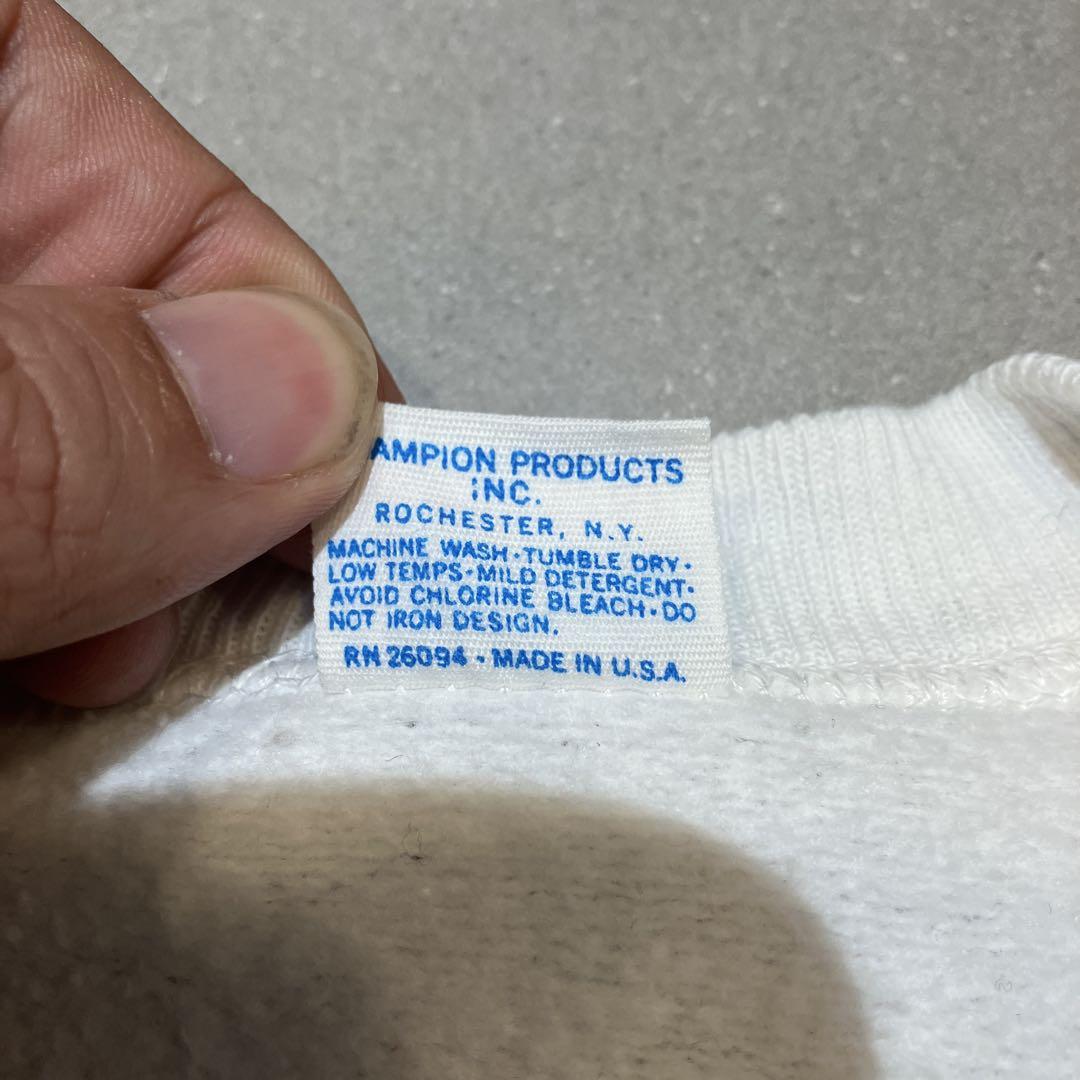 AMPION PRODUCTS
INC.
ROCHESTER, N.Y.
MACHINE WASH·TUMBLE DRY·
LOW TEMPS·MILD DETERGENT·
AVOID CHLORINE BLEACH·DO
NOT IRON DESIGN.
RN 26094 · MADE IN U.S.A.